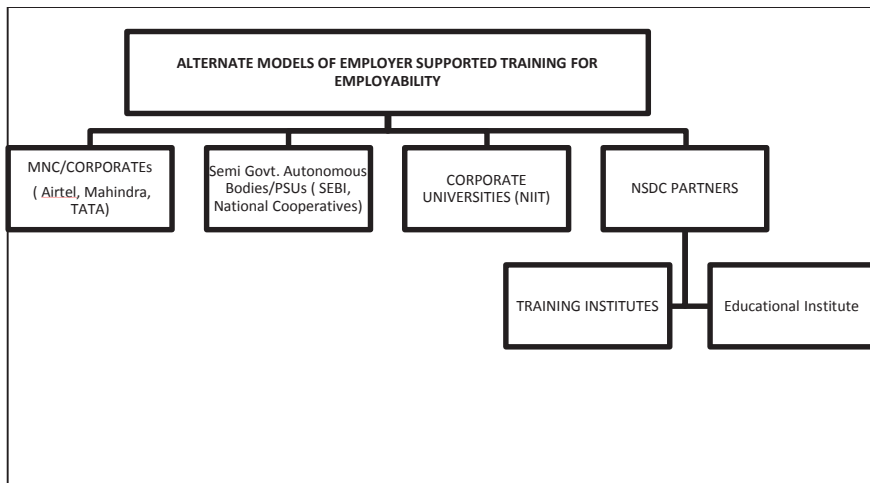 ALTERNATE MODELS OF EMPLOYER SUPPORTED TRAINING FOR
EMPLOYABILITY
MNC/CORPORATEs
( Airtel, Mahindra,
TATA)
Semi Govt. Autonomous
Bodies/PSUs ( SEBI,
National Cooperatives)
CORPORATE
UNIVERSITIES (NIIT)
NSDC PARTNERS
TRAINING INSTITUTES
Educational Institute